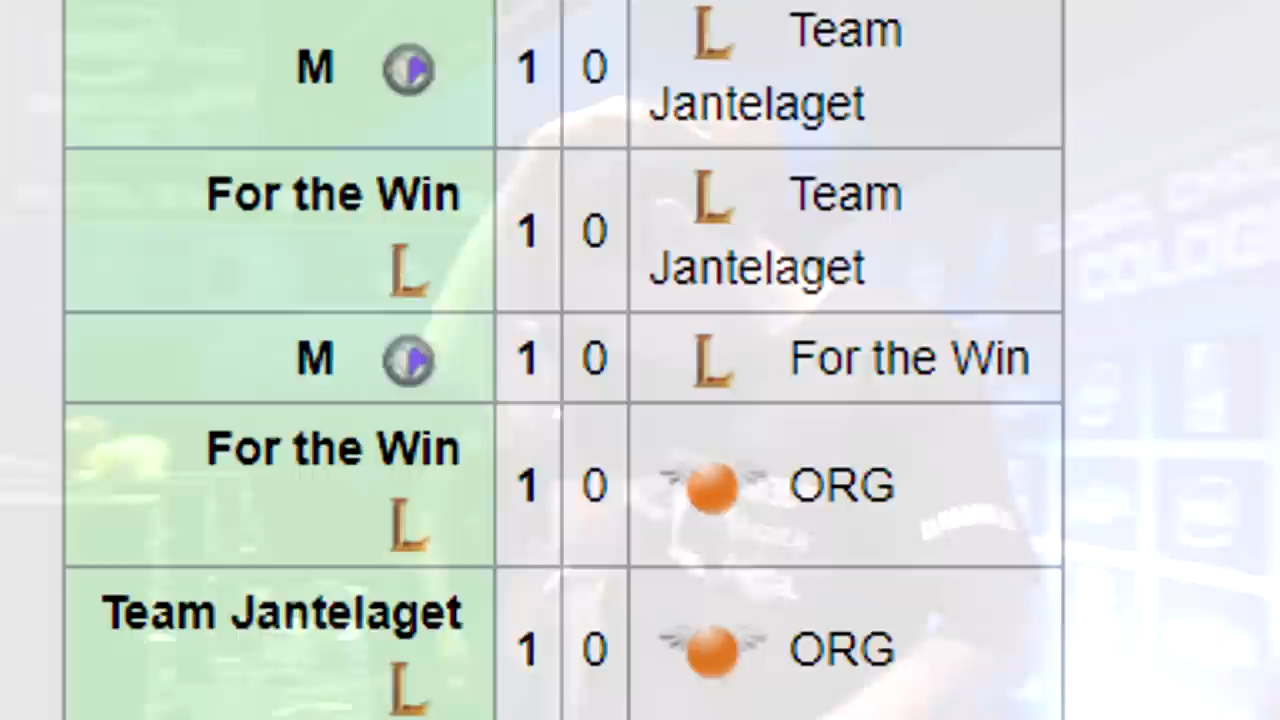 M 1 0 L Team
Jantelaget
For the Win
L 1 0 L Team
Jantelaget
M 1 0 L For the Win
For the Win
L 1 0 ORG
Team Jantelaget
L 1 0 ORG
COLOG